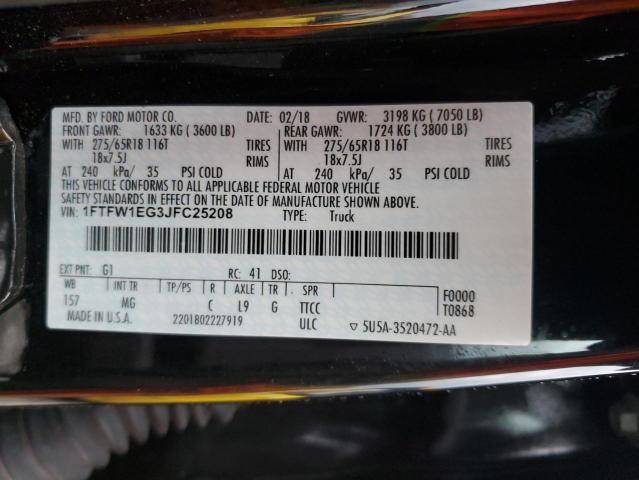 MFD. BY FORD MOTOR CO. DATE: 02/18 GVWR: 3198 KG (7050 LB)
FRONT GAWR: 1633 KG (3600 LB) REAR GAWR: 1724 KG (3800 LB)
WITH 275/65R18 116T TIRES WITH 275/65R18 116T TIRES
18x7.5J RIMS 18x7.5J RIMS
AT 240 kPa/ 35 PSI COLD AT 240 kPa/ 35 PSI COLD
THIS VEHICLE CONFORMS TO ALL APPLICABLE FEDERAL MOTOR VEHICLE
SAFETY STANDARDS IN EFFECT ON THE DATE OF MANUFACTURE SHOWN ABOVE.
VIN: 1FTFW1EG3JFC25208 TYPE: Truck
EXT PNT: G1 RC: 41 DSO:
WB INT TR TP/PS R AXLE TR SPR F0000
157 MG C L9 G TTCC T0868
MADE IN U.S.A. 2201802227919 ULC ▽ 5U5A-3520472-AA